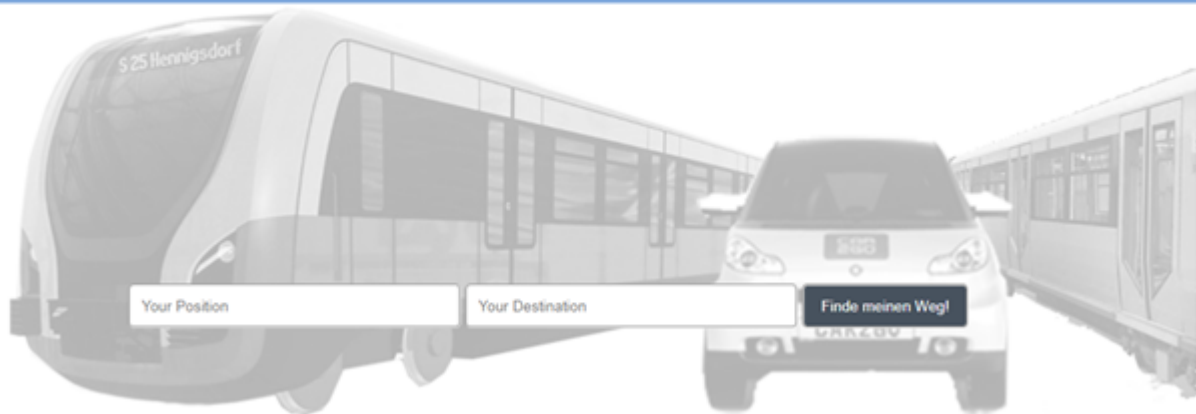 S 25 Hennigsdorf
Your Position
Your Destination
Finde meinen Weg!
CAR2GO